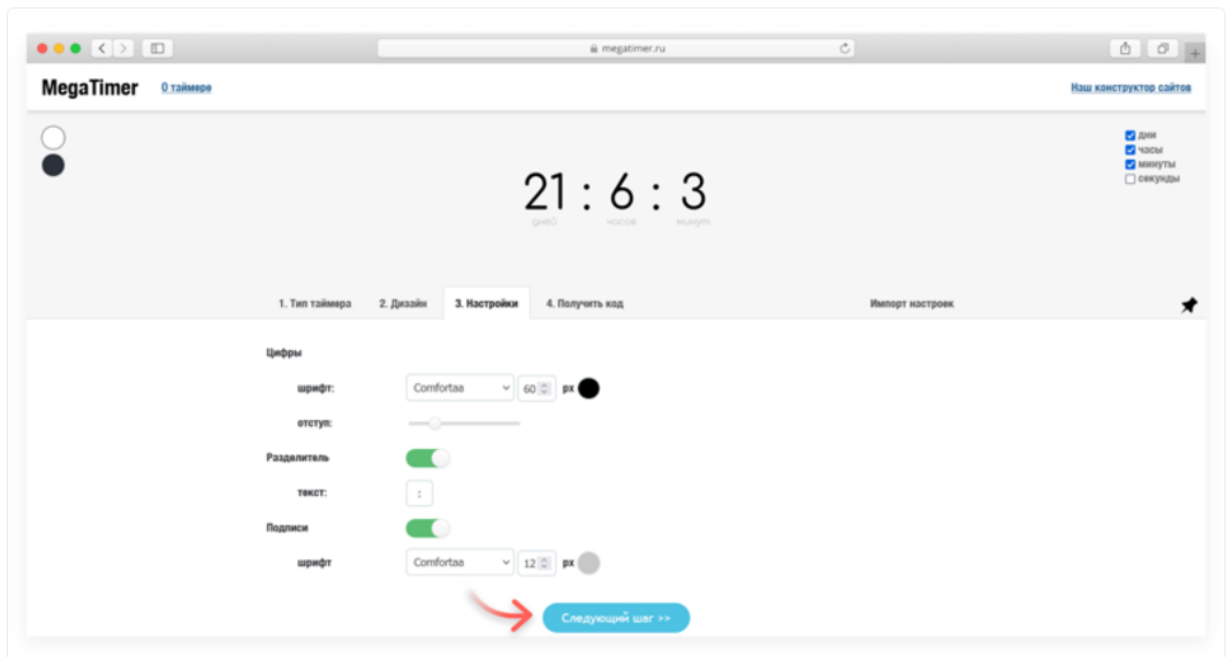 megatimer.ru
MegaTimer О таймере Наш конструктор сайтов
дни
часы
минуты
секунды
21 : 6 : 3
дней часов минут
1. Тип таймера 2. Дизайн 3. Настройки 4. Получить код Импорт настроек
Цифры
шрифт: Comfortaa 60 px
отступ:
Разделитель
текст: :
Подписи
шрифт Comfortaa 12 px
Следующий шаг >>